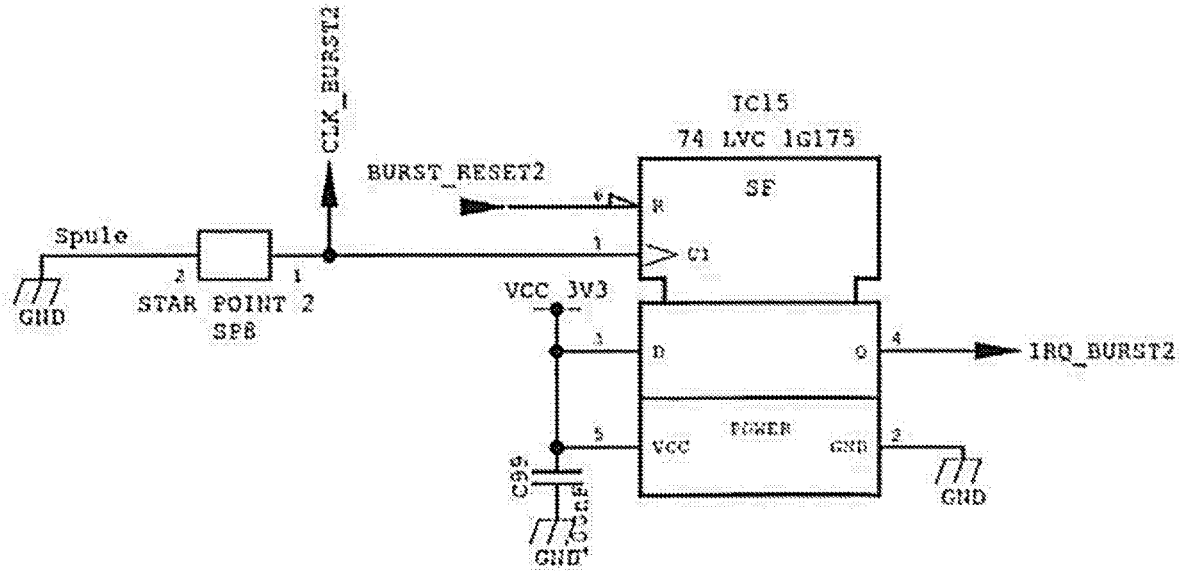 CLK_BURST2
IC15
74 LVC 1G175
BURST_RESET2
SF
6
R
Spule
1
C1
2
1
GND
STAR POINT 2
SP8
VCC_3V3
3
D
Q
4
IRQ_BURST2
POWER
5
VCC
GND
2
C99
GND
GND